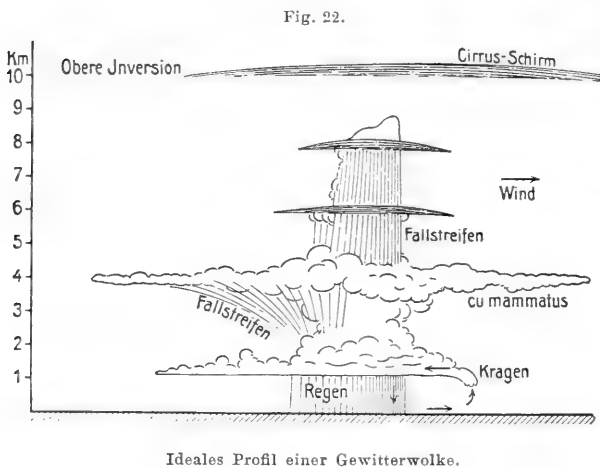 Fig. 22.
Km
Obere Jnversion
Cirrus-Schirm
10
9
8
7
Wind
6
Fallstreifen
5
4
cu mammatus
Fallstreifen
3
2
Kragen
1
Regen
Ideales Profil einer Gewitterwolke.